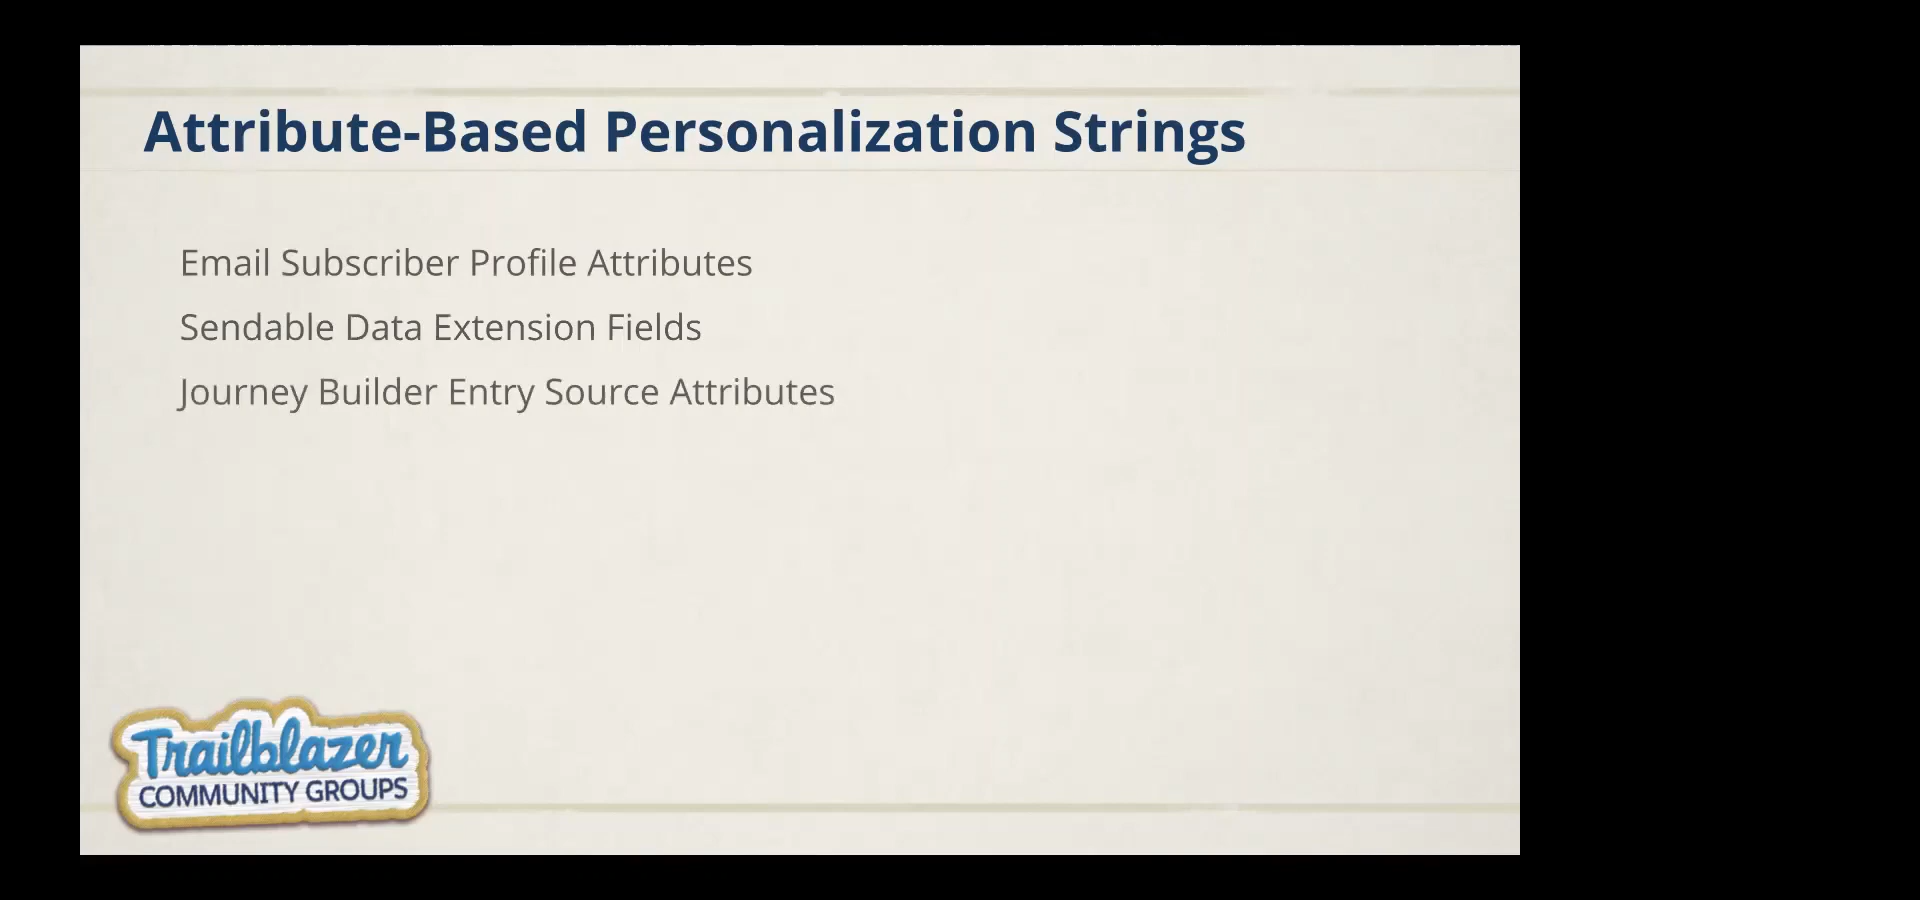 Attribute-Based Personalization Strings
Email Subscriber Profile Attributes
Sendable Data Extension Fields
Journey Builder Entry Source Attributes
Trailblazer
COMMUNITY GROUPS